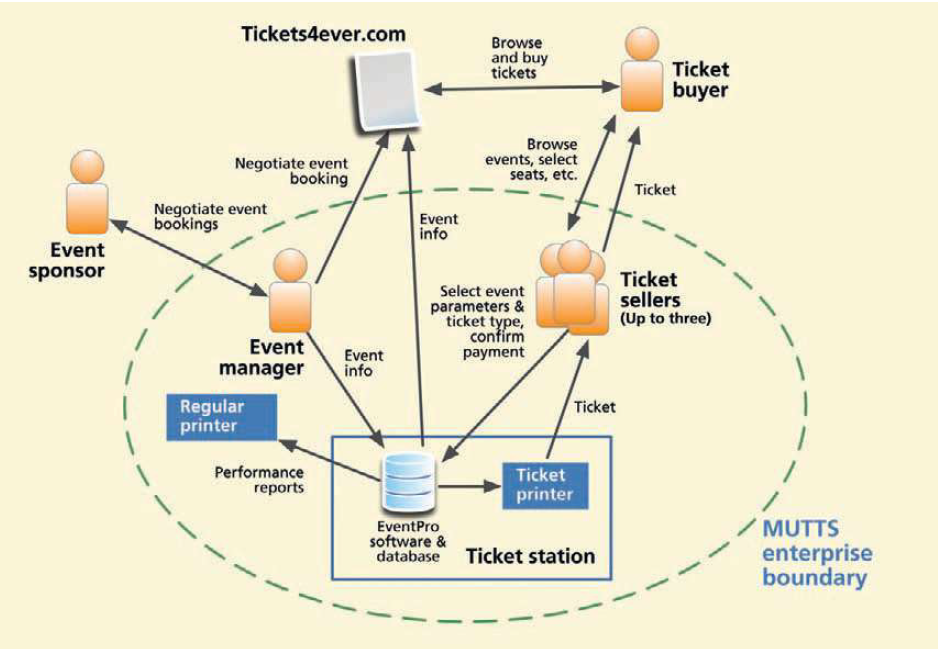 Tickets4ever.com
Browse
and buy
tickets
Ticket
buyer
Negotiate event
booking
Browse
events, select
seats, etc.
Ticket
Negotiate event
bookings
Event
info
Event
sponsor
Ticket
sellers
(Up to three)
Select event
parameters &
ticket type,
confirm
payment
Event
manager
Event
info
Regular
printer
Ticket
Performance
reports
Ticket
printer
EventPro
software &
database
Ticket station
MUTTS
enterprise
boundary